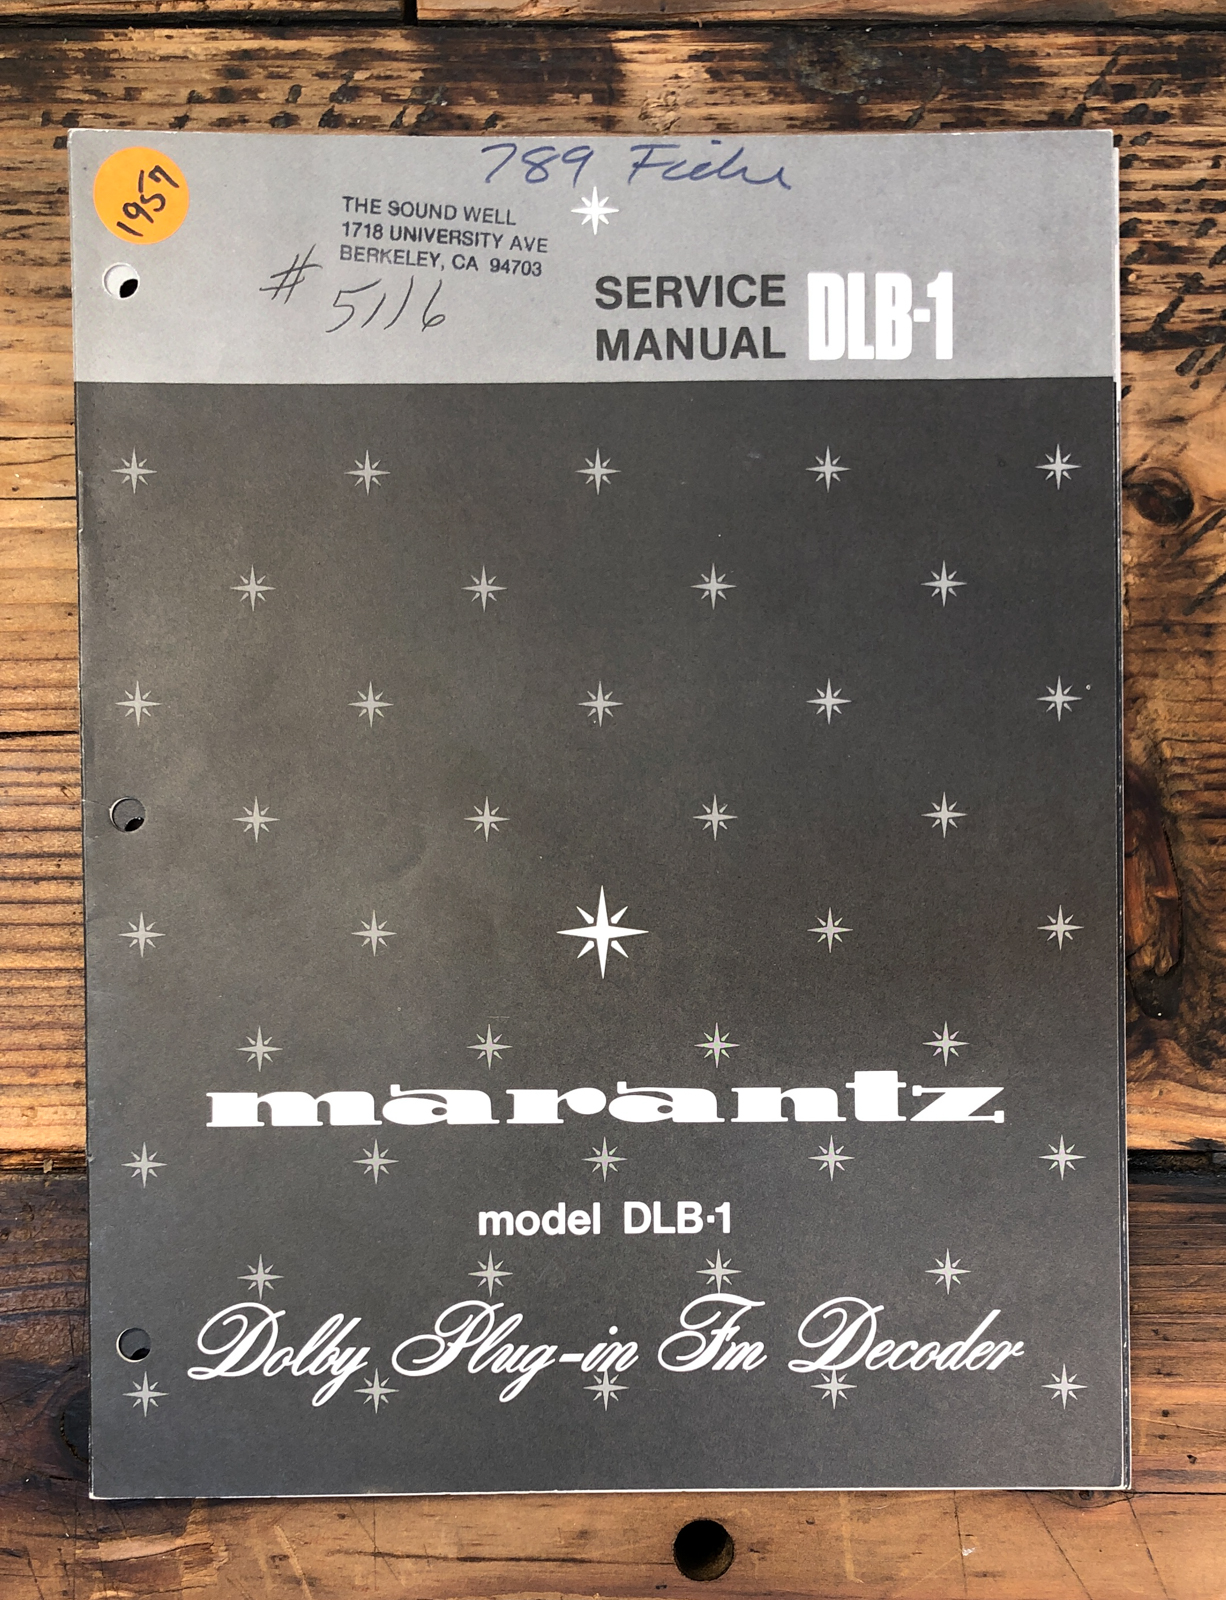 789 Fiche
1957
THE SOUND WELL
1718 UNIVERSITY AVE
BERKELEY, CA 94703
# 5116
SERVICE
MANUAL DLB-1
marantz
model DLB·1
Dolby Plug-in Fm Decoder